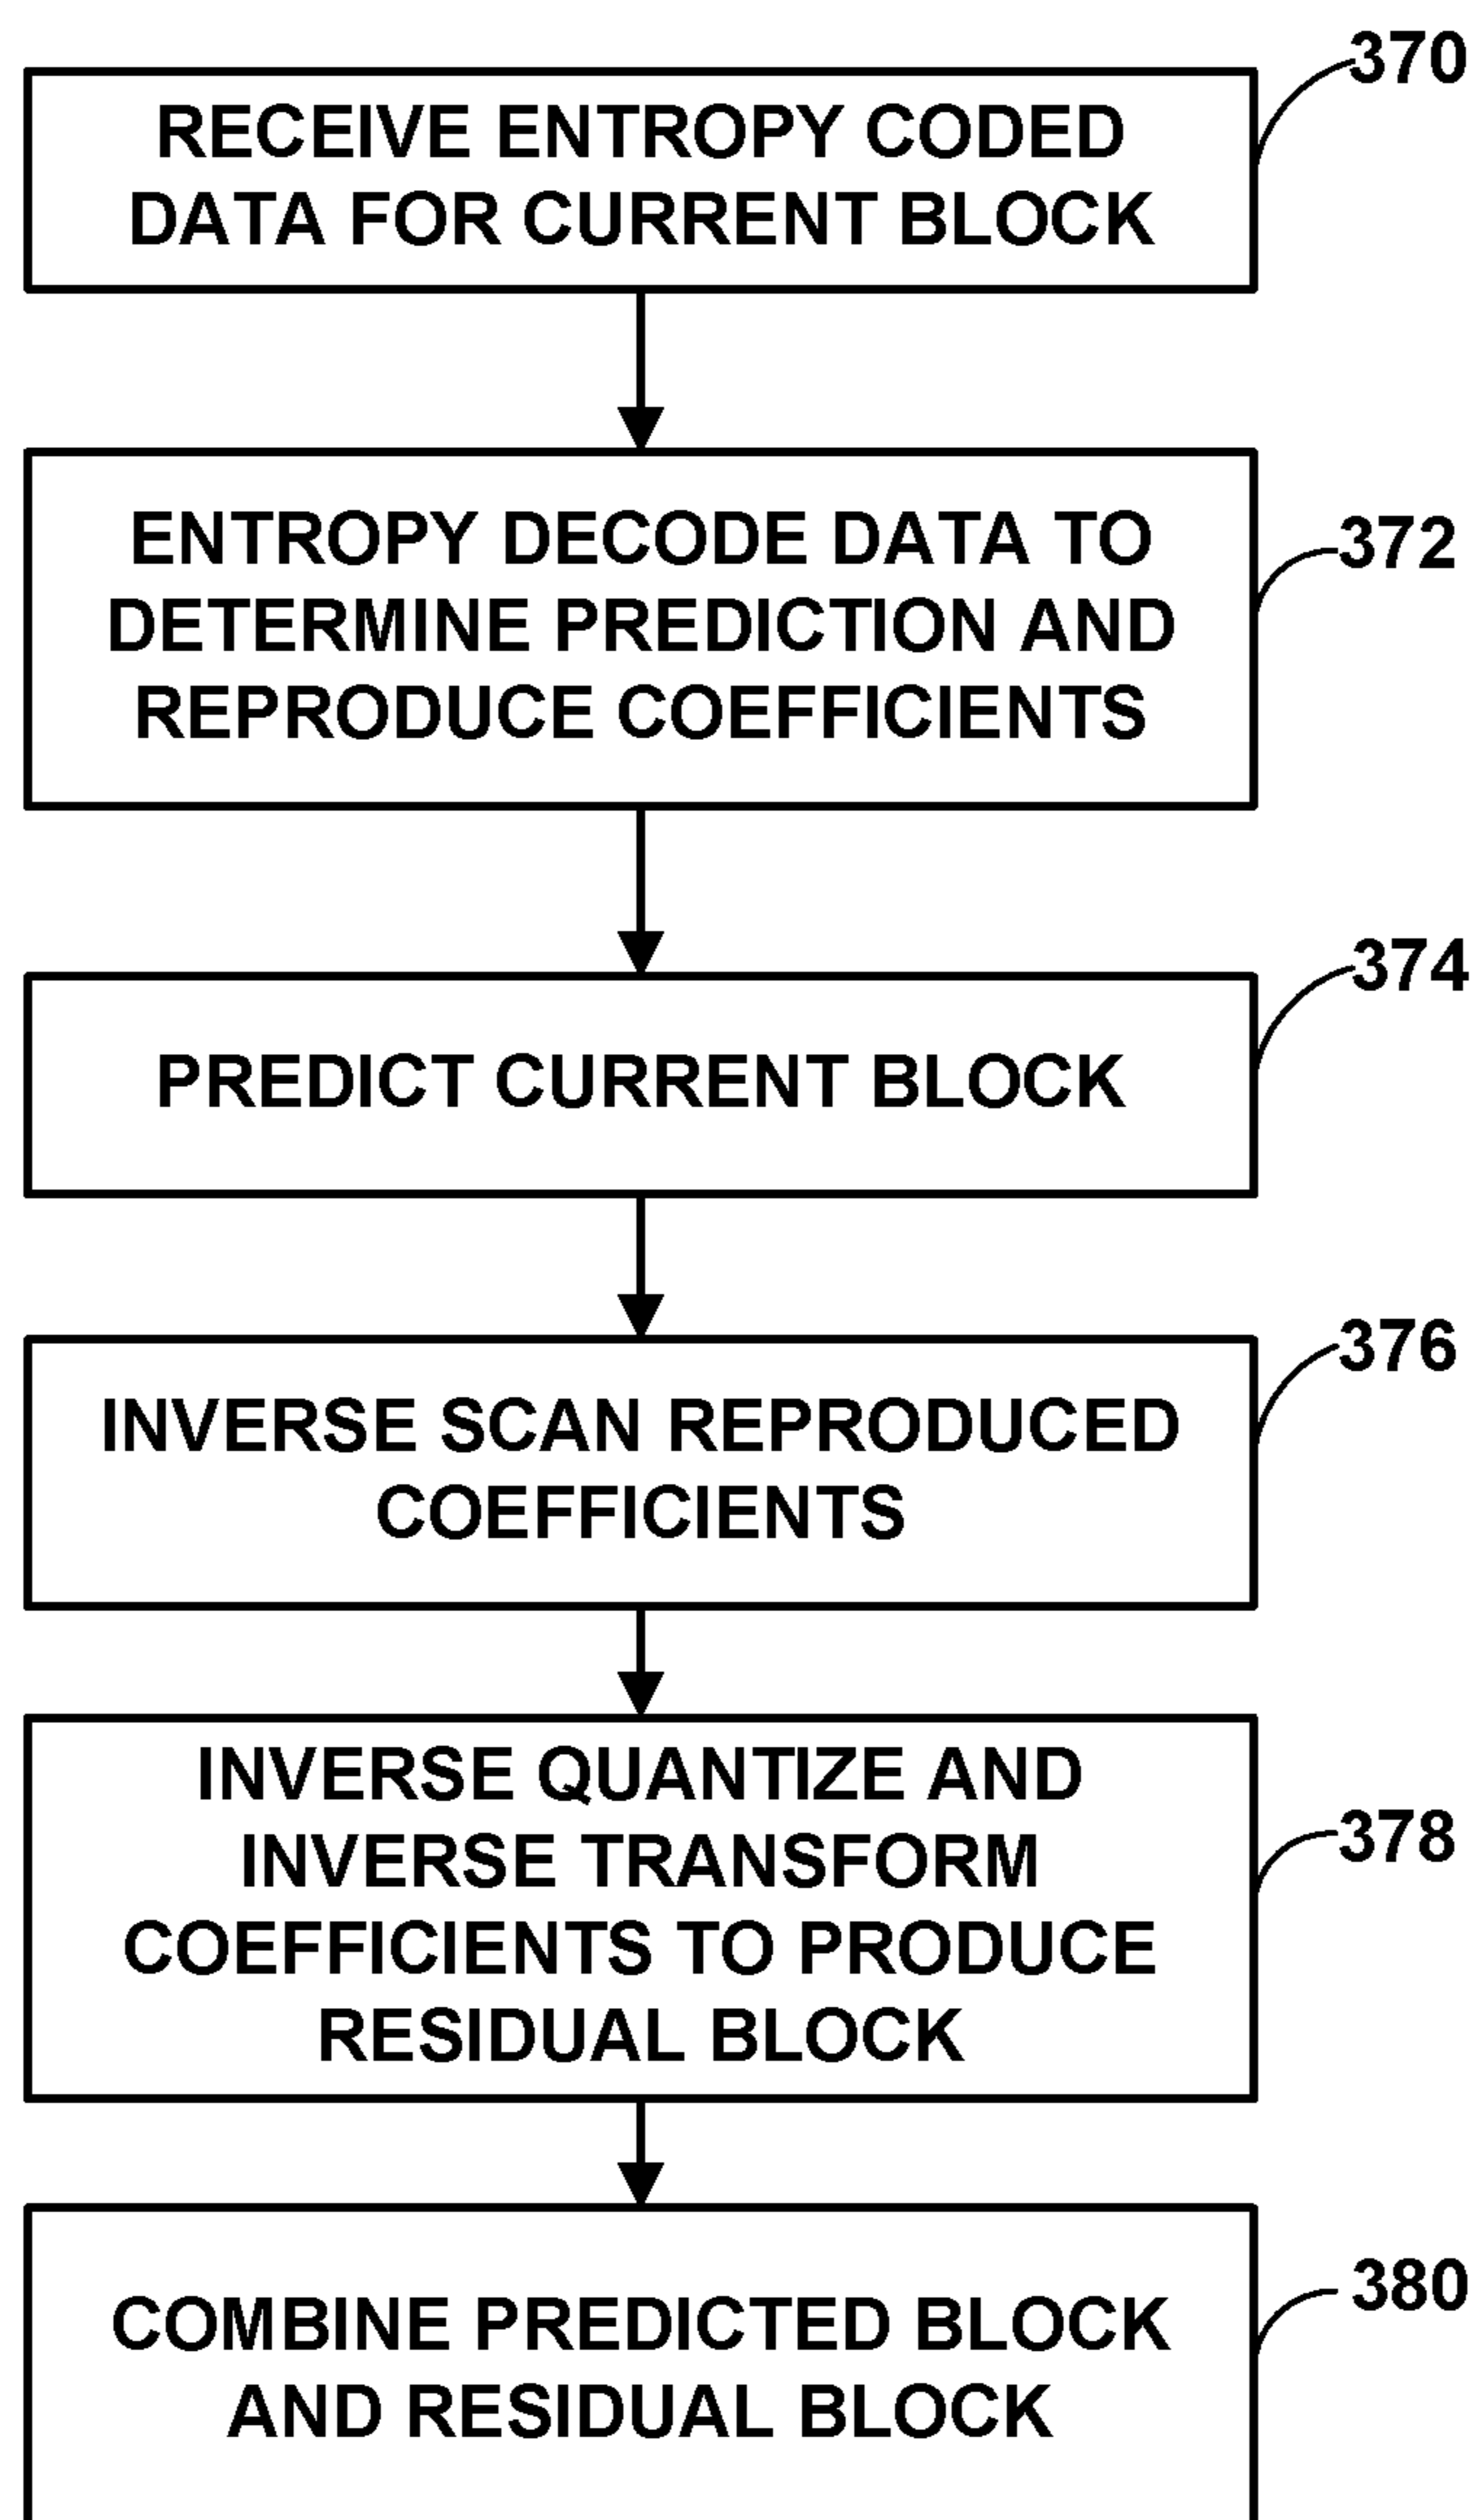 370
RECEIVE ENTROPY CODED
DATA FOR CURRENT BLOCK
372
ENTROPY DECODE DATA TO
DETERMINE PREDICTION AND
REPRODUCE COEFFICIENTS
374
PREDICT CURRENT BLOCK
376
INVERSE SCAN REPRODUCED
COEFFICIENTS
378
INVERSE QUANTIZE AND
INVERSE TRANSFORM
COEFFICIENTS TO PRODUCE
RESIDUAL BLOCK
380
COMBINE PREDICTED BLOCK
AND RESIDUAL BLOCK